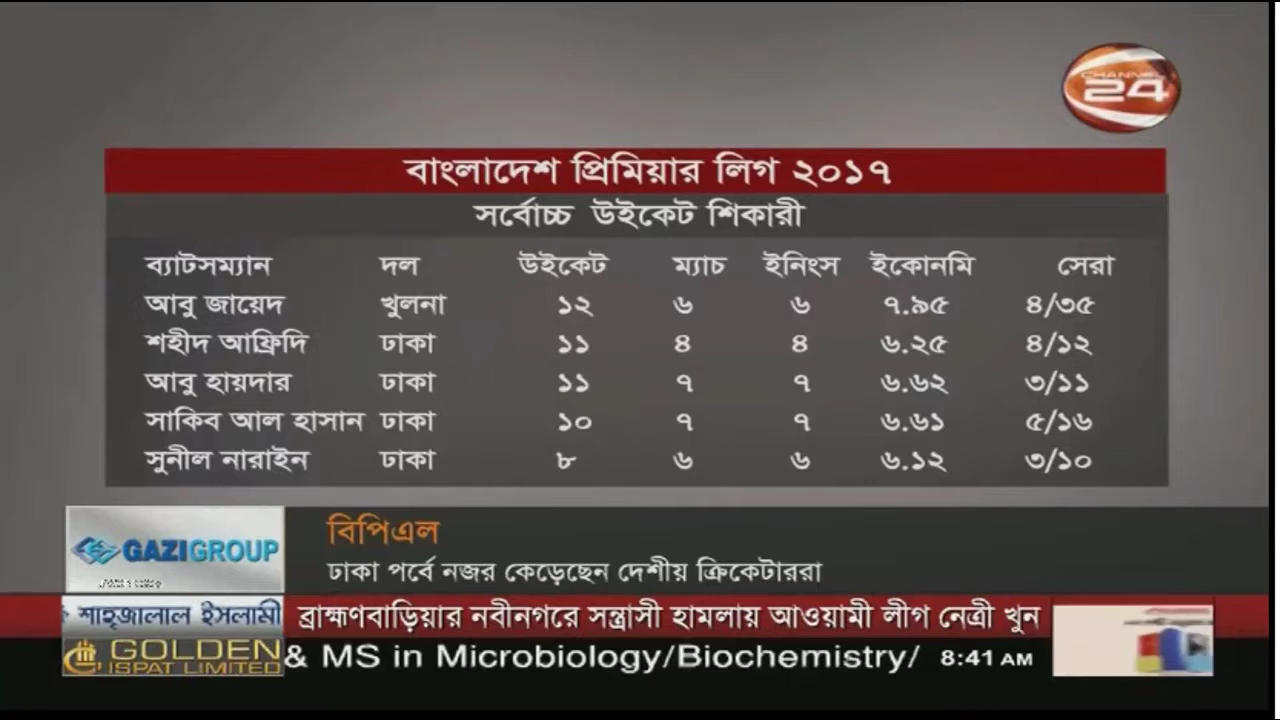 CHANNEL
24
বাংলাদেশ প্রিমিয়ার লিগ ২০১৭
সর্বোচ্চ উইকেট শিকারী
ব্যাটসম্যান দল উইকেট ম্যাচ ইনিংস ইকোনমি সেরা
আবু জায়েদ খুলনা ১২ ৬ ৬ ৭.৯৫ ৪/৩৫
শহীদ আফ্রিদি ঢাকা ১১ ৪ ৪ ৬.২৫ ৪/১২
আবু হায়দার ঢাকা ১১ ৭ ৭ ৬.৬২ ৩/১১
সাকিব আল হাসান ঢাকা ১০ ৭ ৭ ৬.৬১ ৫/১৬
সুনীল নারাইন ঢাকা ৮ ৬ ৬ ৬.১২ ৩/১০
GAZI GROUP
বিপিএল
ঢাকা পর্বে নজর কেড়েছেন দেশীয় ক্রিকেটাররা
শাহ্জালাল ইসলামী ব্রাহ্মণবাড়িয়ার নবীনগরে সন্ত্রাসী হামলায় আওয়ামী লীগ নেত্রী খুন
GOLDEN
ISPAT LIMITED
& MS in Microbiology/Biochemistry/ 8:41 AM